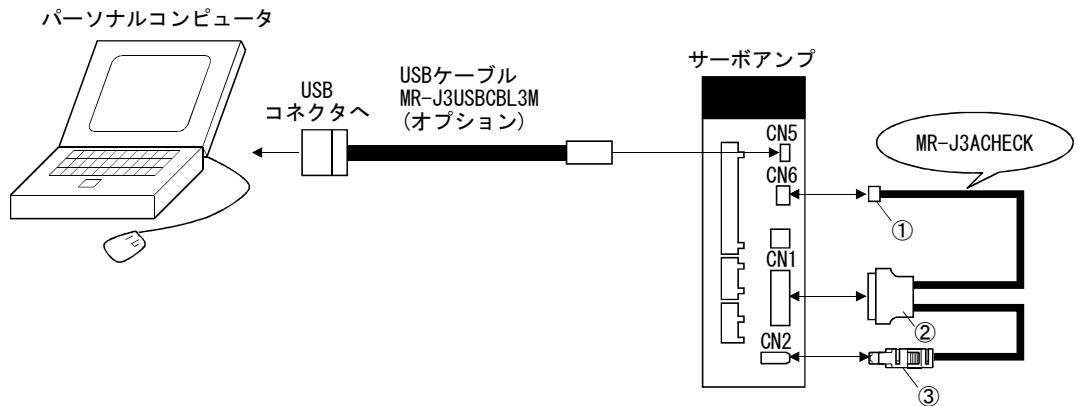 パーソナルコンピュータ
USB
コネクタへ
USBケーブル
MR-J3USBCBL3M
(オプション)
サーボアンプ
CN5
CN6
CN1
CN2
MR-J3ACHECK
①
②
③